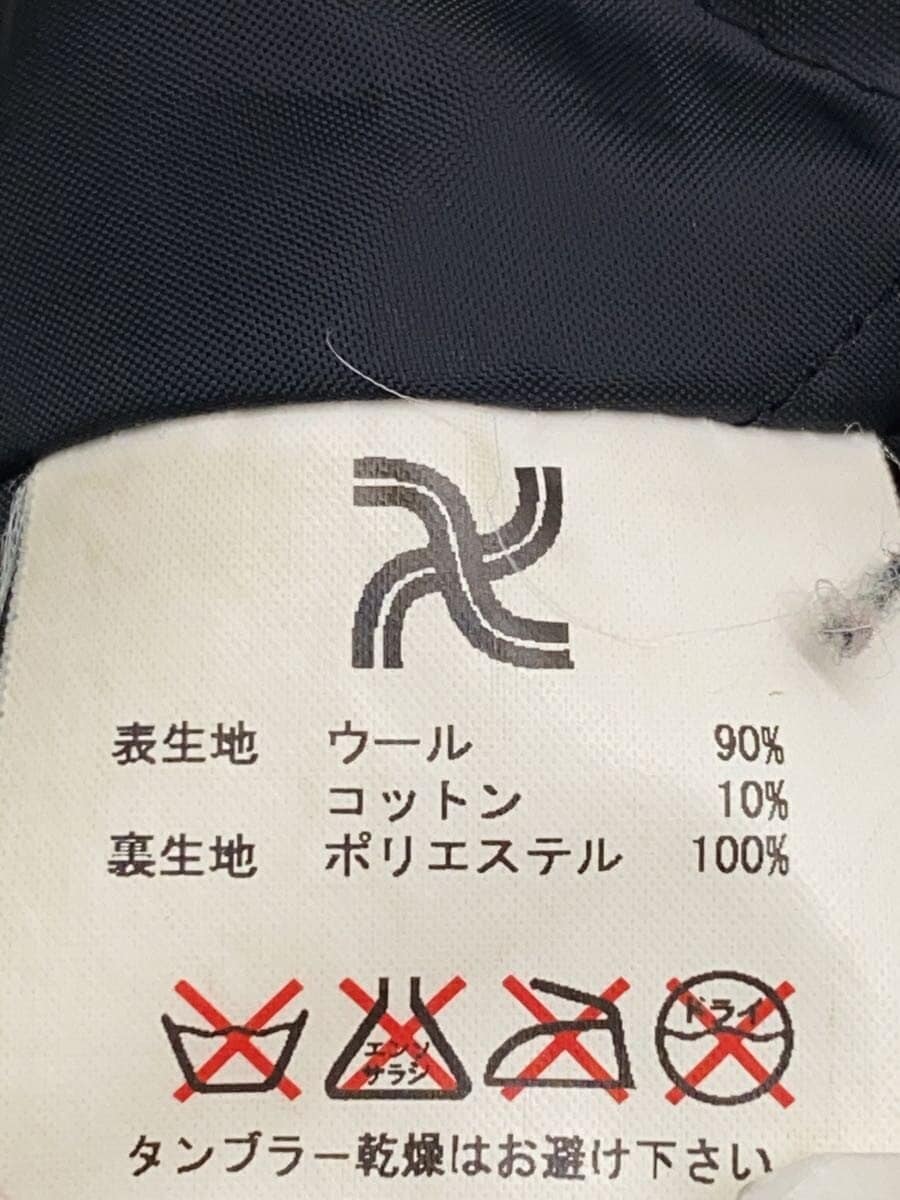 表生地 ウール 90%
コットン 10%
裏生地 ポリエステル 100%
エンソ
サラシ
ドライ
タンブラー乾燥はお避け下さい